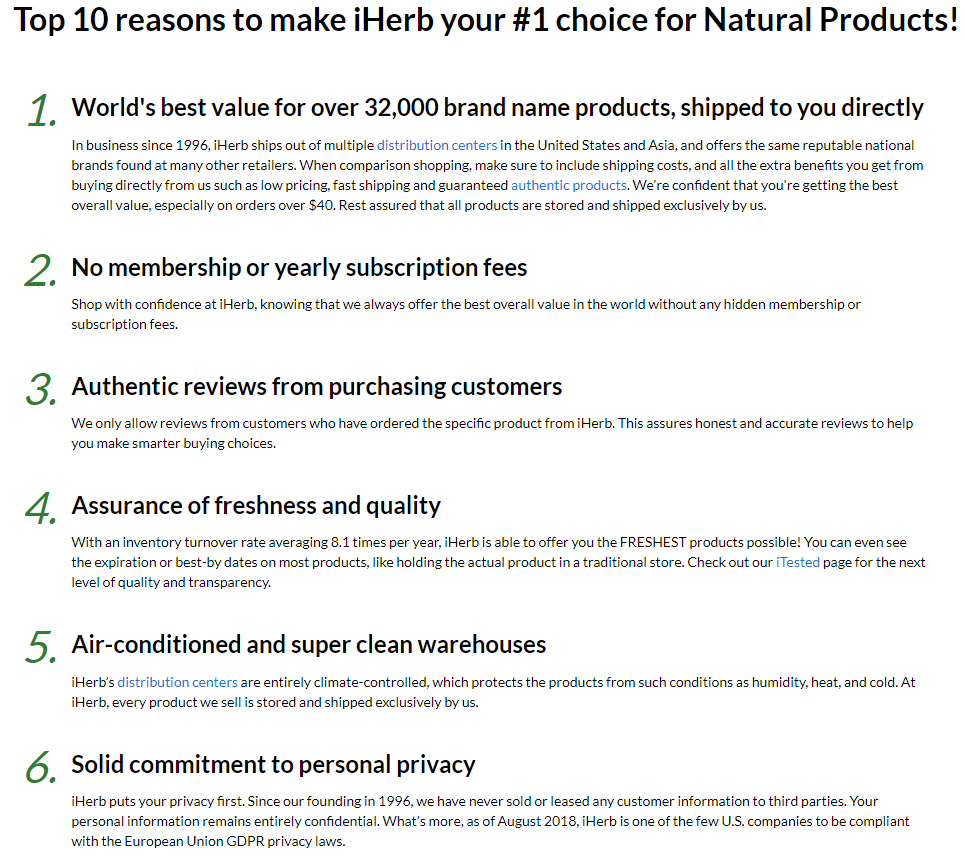 Top 10 reasons to make iHerb your #1 choice for Natural Products!
1. World's best value for over 32,000 brand name products, shipped to you directly
In business since 1996, iHerb ships out of multiple distribution centers in the United States and Asia, and offers the same reputable national
brands found at many other retailers. When comparison shopping, make sure to include shipping costs, and all the extra benefits you get from
buying directly from us such as low pricing, fast shipping and guaranteed authentic products. We're confident that you're getting the best
overall value, especially on orders over $40. Rest assured that all products are stored and shipped exclusively by us.
2. No membership or yearly subscription fees
Shop with confidence at iHerb, knowing that we always offer the best overall value in the world without any hidden membership or
subscription fees.
3. Authentic reviews from purchasing customers
We only allow reviews from customers who have ordered the specific product from iHerb. This assures honest and accurate reviews to help
you make smarter buying choices.
4. Assurance of freshness and quality
With an inventory turnover rate averaging 8.1 times per year, iHerb is able to offer you the FRESHEST products possible! You can even see
the expiration or best-by dates on most products, like holding the actual product in a traditional store. Check out our iTested page for the next
level of quality and transparency.
5. Air-conditioned and super clean warehouses
iHerb's distribution centers are entirely climate-controlled, which protects the products from such conditions as humidity, heat, and cold. At
iHerb, every product we sell is stored and shipped exclusively by us.
6. Solid commitment to personal privacy
iHerb puts your privacy first. Since our founding in 1996, we have never sold or leased any customer information to third parties. Your
personal information remains entirely confidential. What's more, as of August 2018, iHerb is one of the few U.S. companies to be compliant
with the European Union GDPR privacy laws.